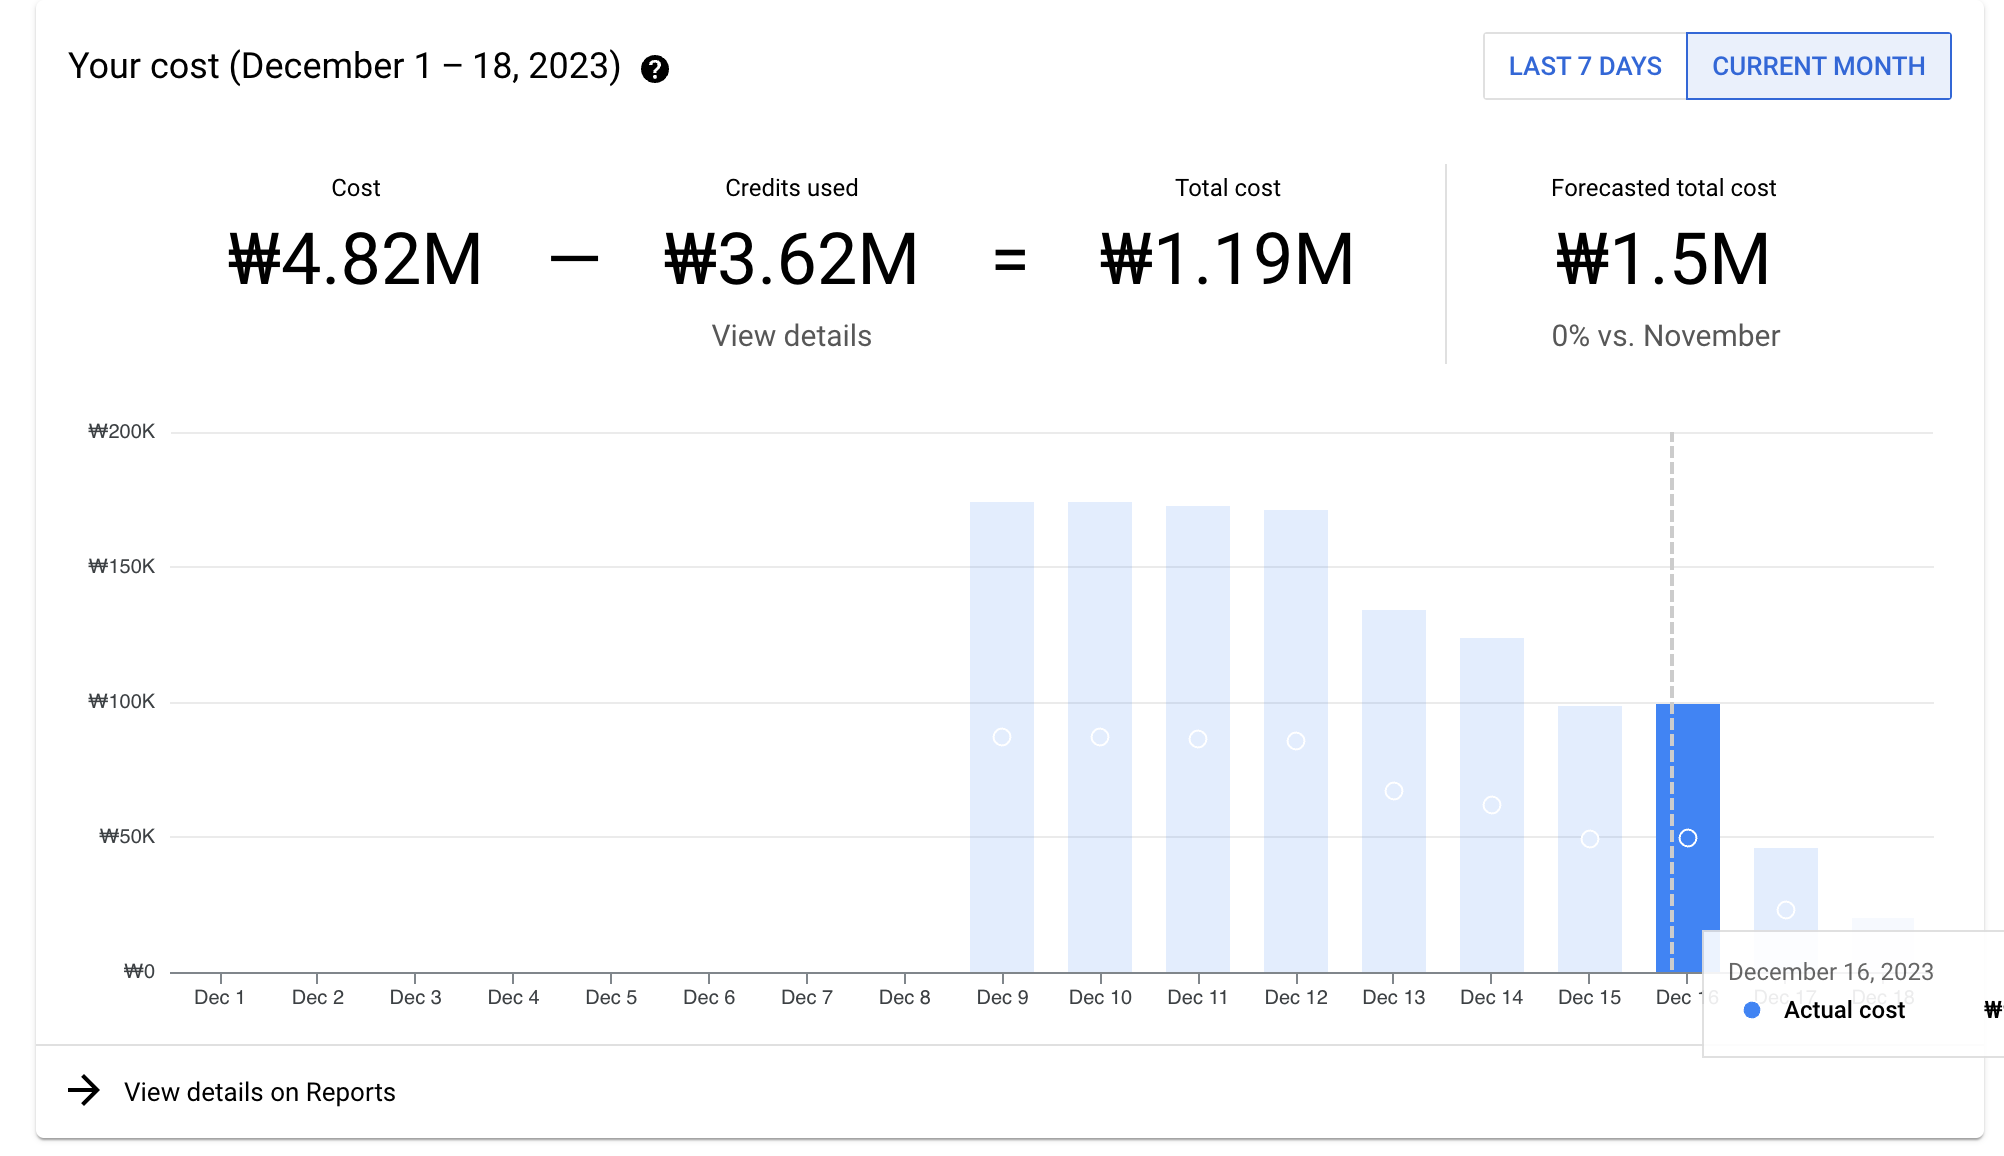 Your cost (December 1 – 18, 2023) ?
LAST 7 DAYS CURRENT MONTH
Cost Credits used Total cost Forecasted total cost
₩4.82M — ₩3.62M = ₩1.19M ₩1.5M
View details 0% vs. November
₩200K
₩150K
₩100K
₩50K
₩0
Dec 1 Dec 2 Dec 3 Dec 4 Dec 5 Dec 6 Dec 7 Dec 8 Dec 9 Dec 10 Dec 11 Dec 12 Dec 13 Dec 14 Dec 15 Dec 16 Dec 17 Dec 18
December 16, 2023
Actual cost ₩
View details on Reports